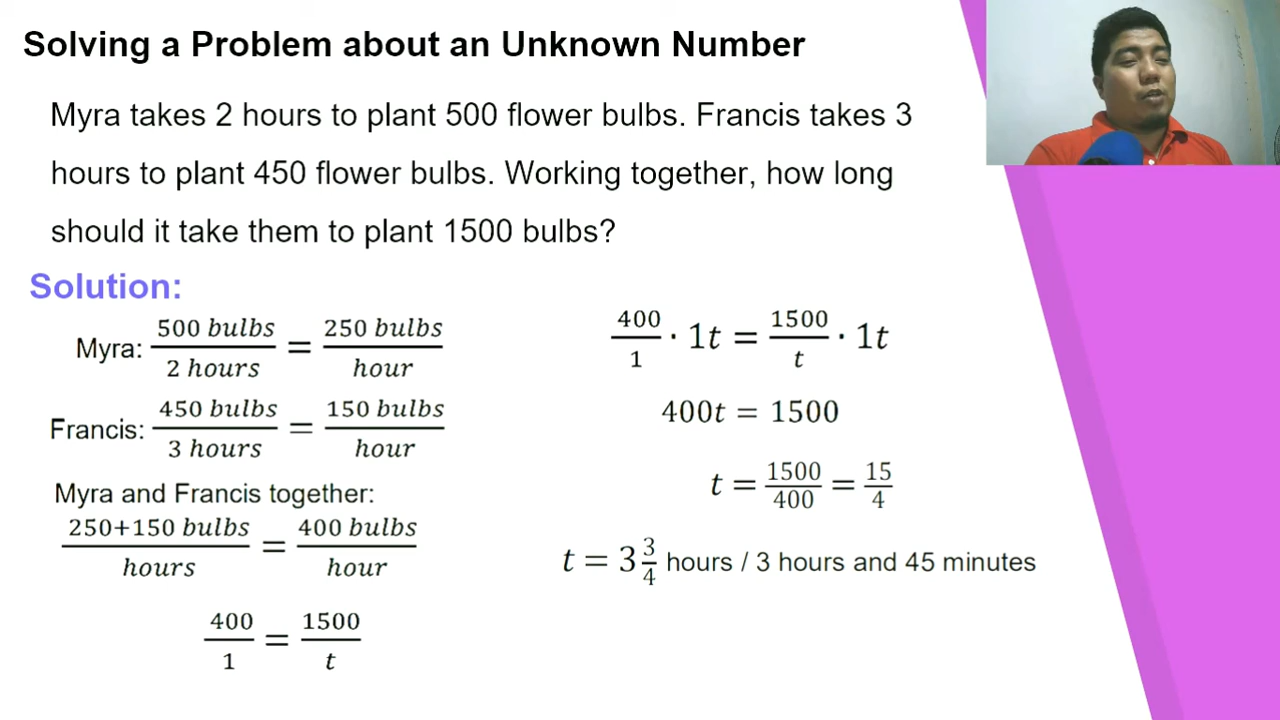 Solving a Problem about an Unknown Number
Myra takes 2 hours to plant 500 flower bulbs. Francis takes 3
hours to plant 450 flower bulbs. Working together, how long
should it take them to plant 1500 bulbs?
Solution:
Myra: 500 bulbs / 2 hours = 250 bulbs / hour
Francis: 450 bulbs / 3 hours = 150 bulbs / hour
Myra and Francis together:
250+150 bulbs / hours = 400 bulbs / hour
400 / 1 = 1500 / t
400 / 1 · 1t = 1500 / t · 1t
400t = 1500
t = 1500 / 400 = 15 / 4
t = 3 3/4 hours / 3 hours and 45 minutes